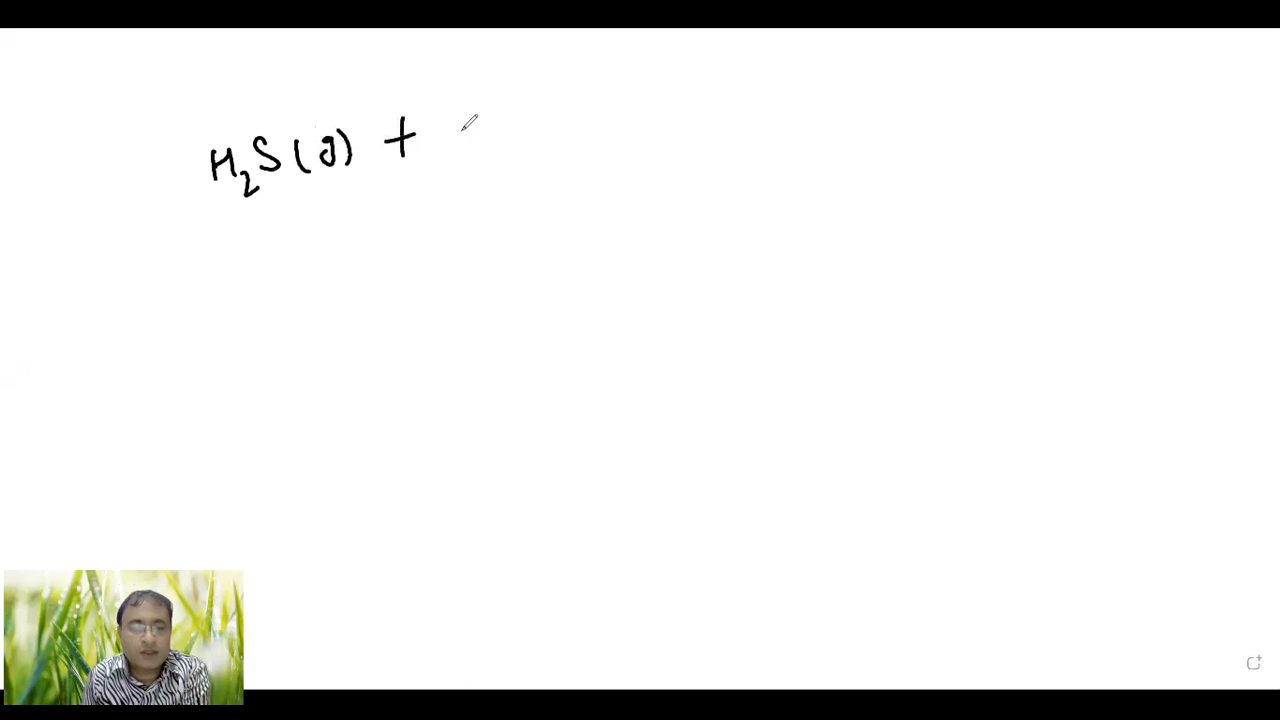 H₂S(g) +